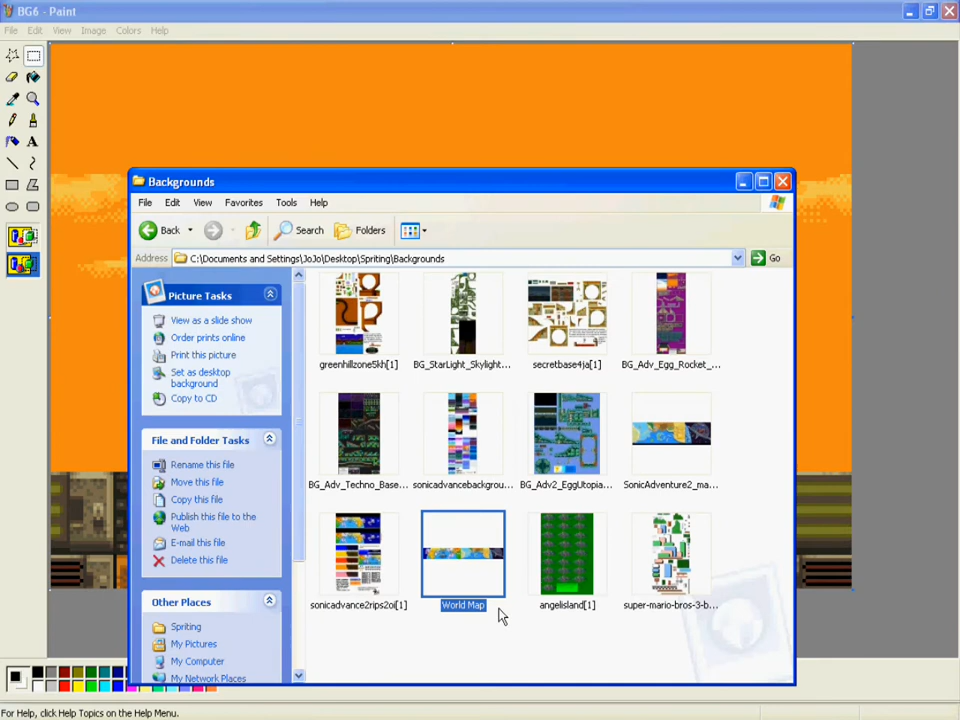 BG6 - Paint
File Edit View Image Colors Help
Backgrounds
File Edit View Favorites Tools Help
Back Search Folders
Address C:\Documents and Settings\JoJo\Desktop\Spriting\Backgrounds Go
Picture Tasks
View as a slide show
Order prints online
Print this picture
Set as desktop
background
Copy to CD
File and Folder Tasks
Rename this file
Move this file
Copy this file
Publish this file to the
Web
E-mail this file
Delete this file
Other Places
Spriting
My Pictures
My Computer
My Network Places
greenhillzone5kh[1] BG_StarLight_Skylight... secretbase4ja[1] BG_Adv_Egg_Rocket_...
BG_Adv_Techno_Base... sonicadvancebackgrou... BG_Adv2_EggUtopia... SonicAdventure2_ma...
sonicadvance2rips2oi[1] World Map angelisland[1] super-mario-bros-3-b...
For Help, click Help Topics on the Help Menu.